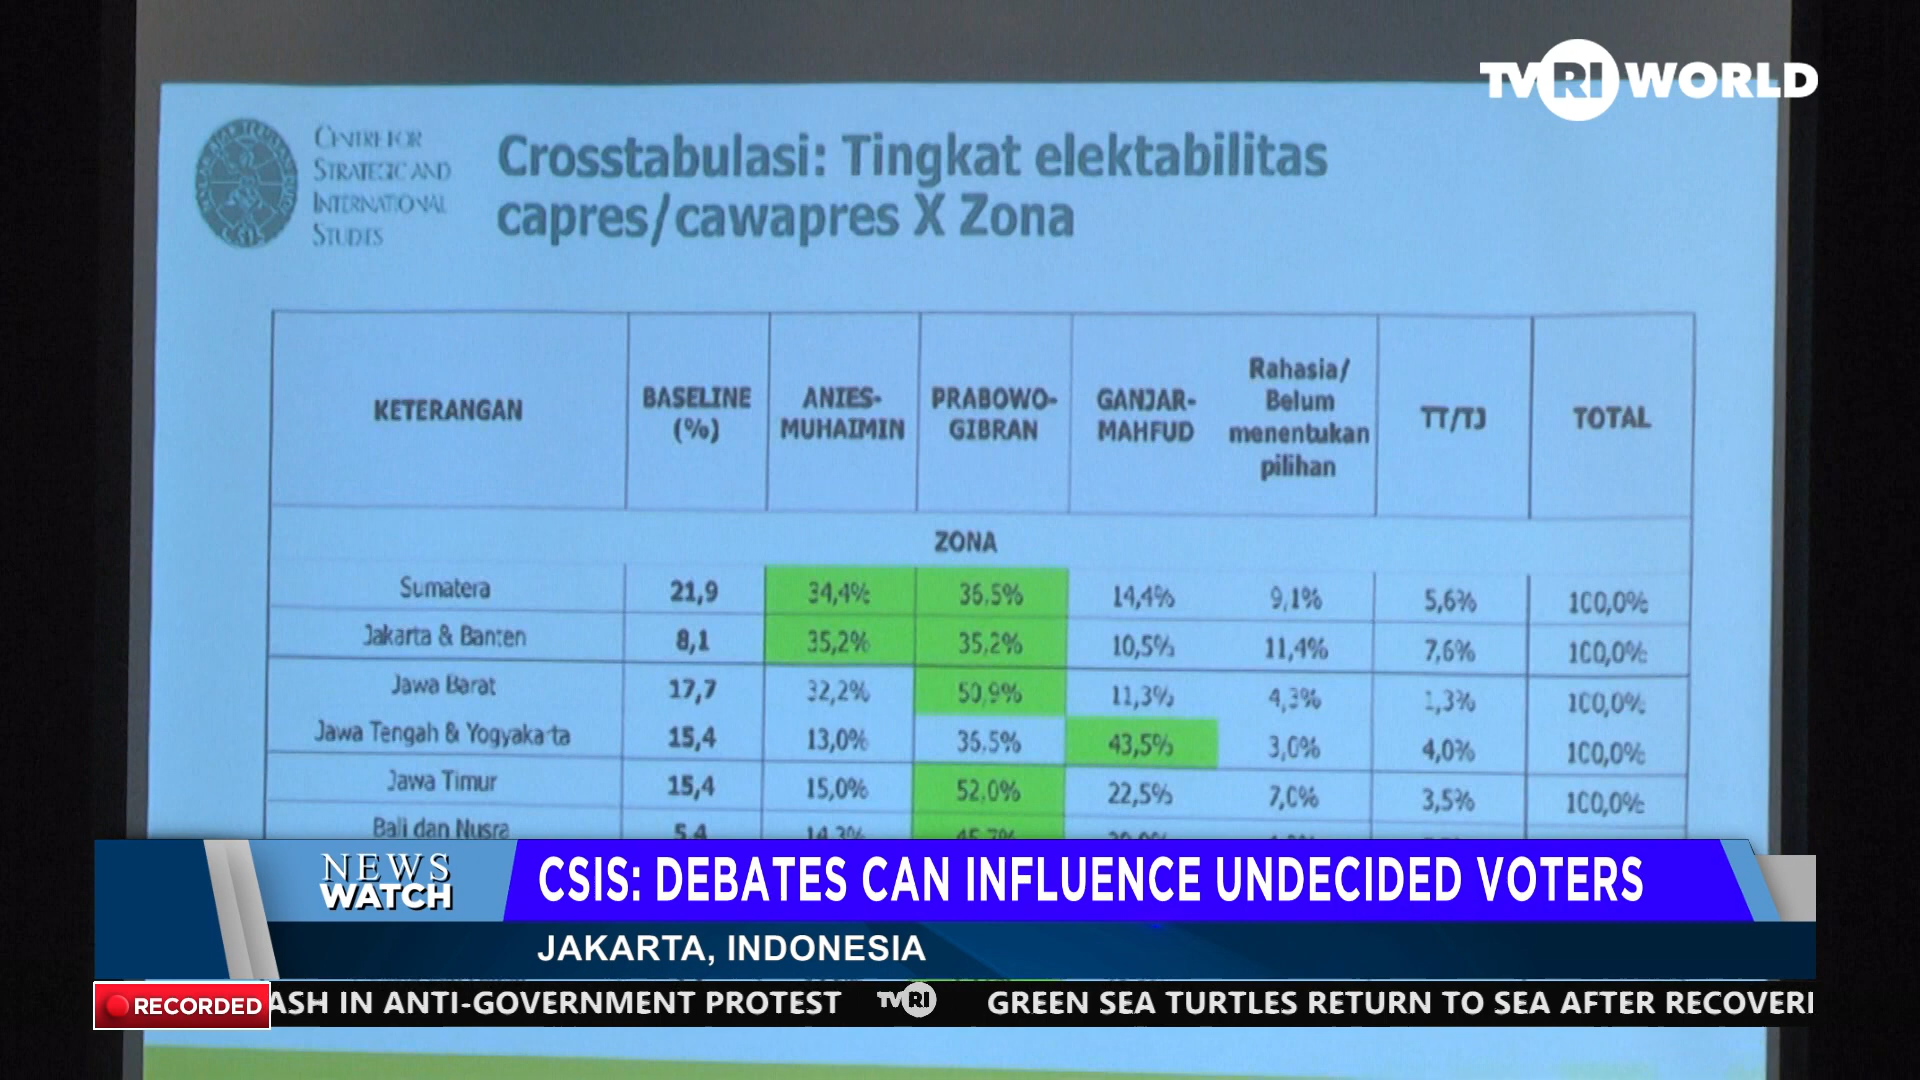 TVRI WORLD
CENTRE FOR
STRATEGIC AND
INTERNATIONAL
STUDIES
CSIS
Crosstabulasi: Tingkat elektabilitas
capres/cawapres X Zona
KETERANGAN BASELINE (%) ANIES-MUHAIMIN PRABOWO-GIBRAN GANJAR-MAHFUD Rahasia/ Belum menentukan pilihan TT/TJ TOTAL
ZONA
Sumatera 21,9 34,4% 36,5% 14,4% 9,1% 5,6% 100,0%
Jakarta & Banten 8,1 35,2% 35,2% 10,5% 11,4% 7,6% 100,0%
Jawa Barat 17,7 32,2% 50,9% 11,3% 4,3% 1,3% 100,0%
Jawa Tengah & Yogyakarta 15,4 13,0% 36,5% 43,5% 3,0% 4,0% 100,0%
Jawa Timur 15,4 15,0% 52,0% 22,5% 7,0% 3,5% 100,0%
Bali dan Nusra 5,4 14,3% 45,7%
NEWS
WATCH
CSIS: DEBATES CAN INFLUENCE UNDECIDED VOTERS
JAKARTA, INDONESIA
RECORDED
ASH IN ANTI-GOVERNMENT PROTEST TVRI GREEN SEA TURTLES RETURN TO SEA AFTER RECOVERI